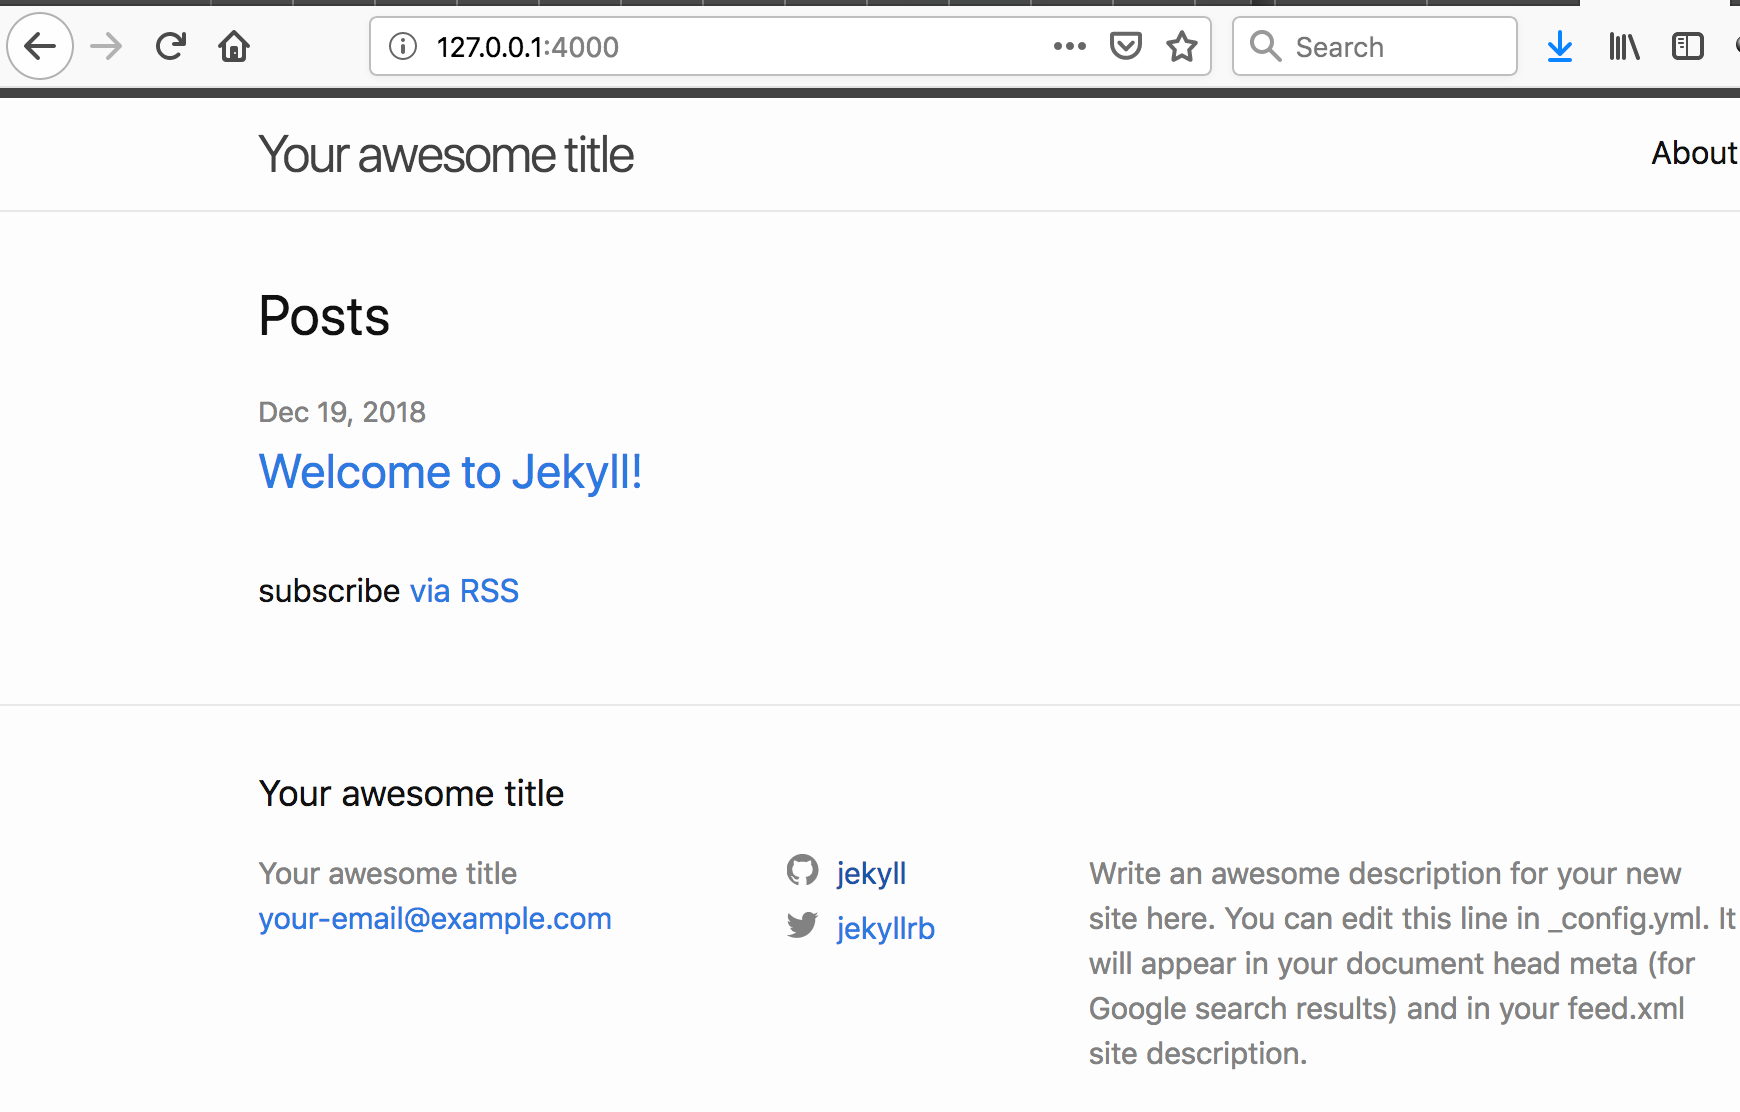 127.0.0.1:4000
Search
Your awesome title
About
Posts
Dec 19, 2018
Welcome to Jekyll!
subscribe via RSS
Your awesome title
Your awesome title
your-email@example.com
jekyll
jekyllrb
Write an awesome description for your new
site here. You can edit this line in _config.yml. It
will appear in your document head meta (for
Google search results) and in your feed.xml
site description.